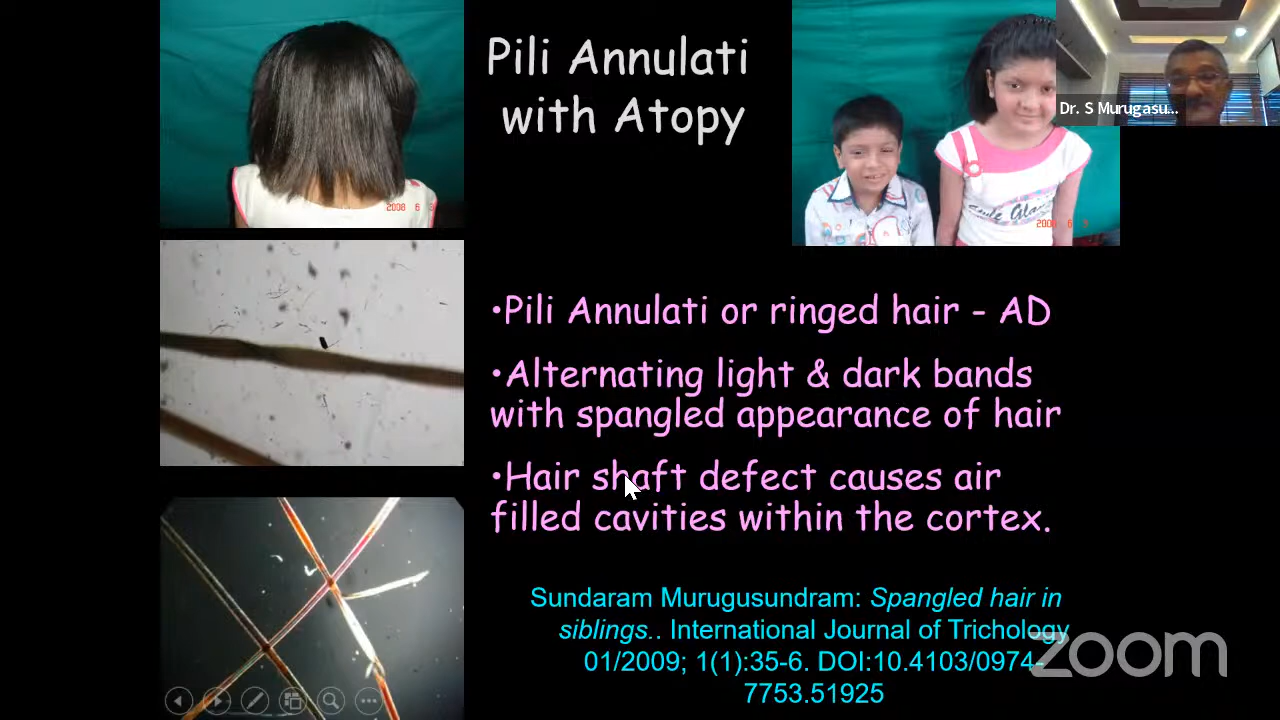 Pili Annulati
with Atopy
Dr. S Murugasu...
2008 6 3
Smile Gla
•Pili Annulati or ringed hair - AD
•Alternating light & dark bands
with spangled appearance of hair
•Hair shaft defect causes air
filled cavities within the cortex.
Sundaram Murugusundram: Spangled hair in
siblings.. International Journal of Trichology
01/2009; 1(1):35-6. DOI:10.4103/0974-
7753.51925
zoom